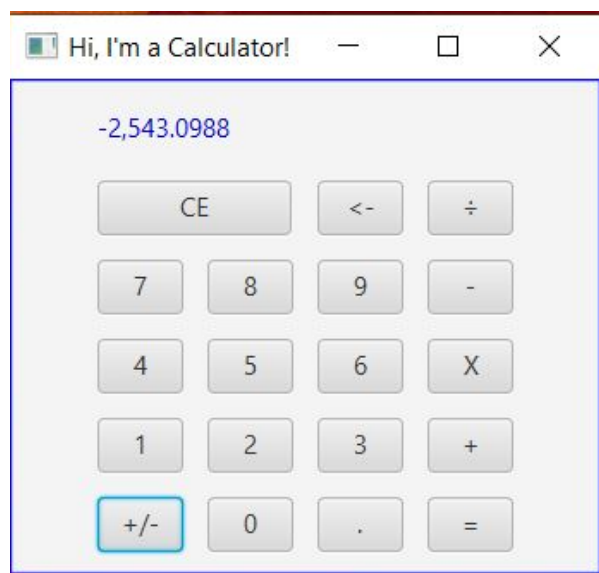 Hi, I'm a Calculator!
-2,543.0988
CE <- ÷
7 8 9 -
4 5 6 X
1 2 3 +
+/- 0 . =